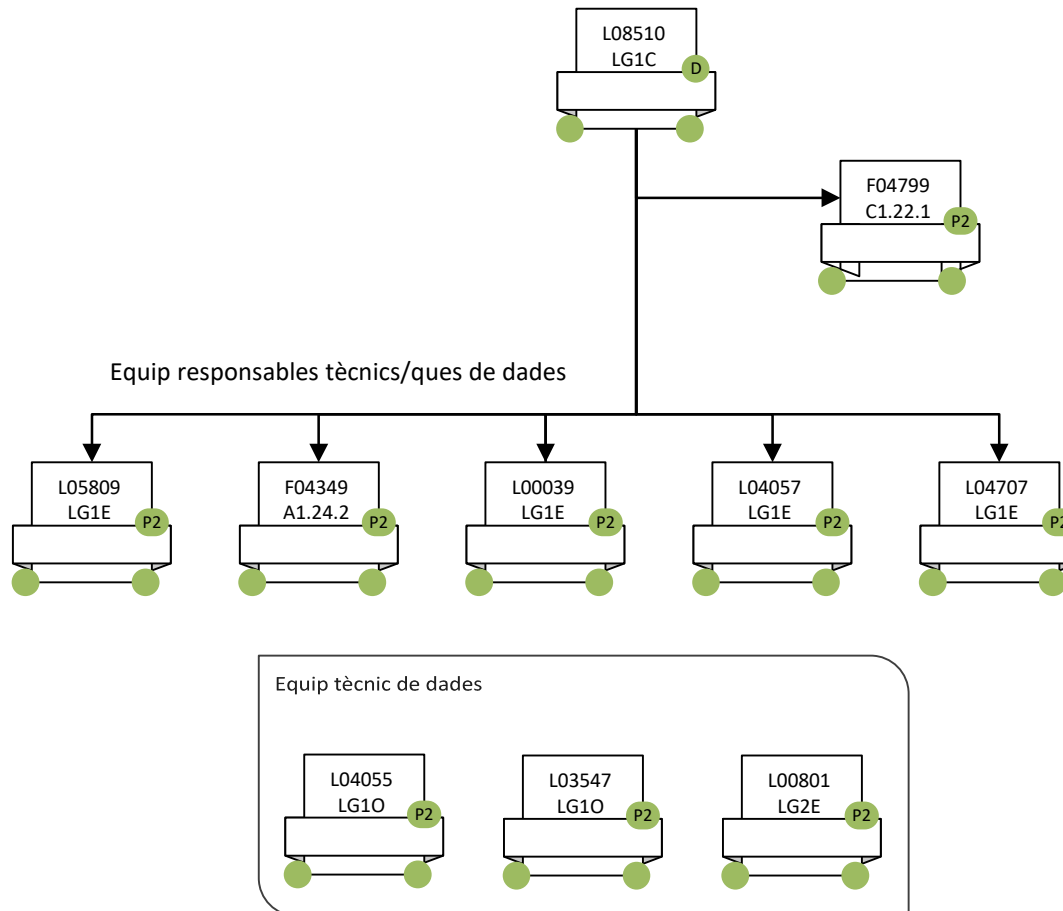 L08510
LG1C
D
F04799
C1.22.1
P2
Equip responsables tècnics/ques de dades
L05809
LG1E
P2
F04349
A1.24.2
P2
L00039
LG1E
P2
L04057
LG1E
P2
L04707
LG1E
P2
Equip tècnic de dades
L04055
LG1O
P2
L03547
LG1O
P2
L00801
LG2E
P2